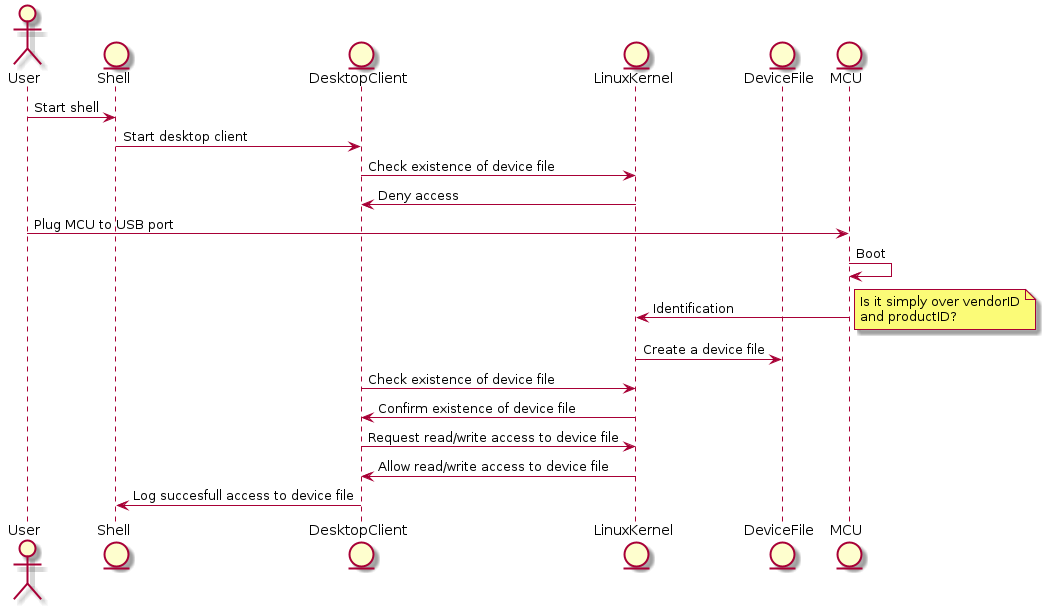 User
Shell
DesktopClient
LinuxKernel
DeviceFile
MCU
Start shell
Start desktop client
Check existence of device file
Deny access
Plug MCU to USB port
Boot
Is it simply over vendorID
and productID?
Identification
Create a device file
Check existence of device file
Confirm existence of device file
Request read/write access to device file
Allow read/write access to device file
Log succesfull access to device file
User
Shell
DesktopClient
LinuxKernel
DeviceFile
MCU